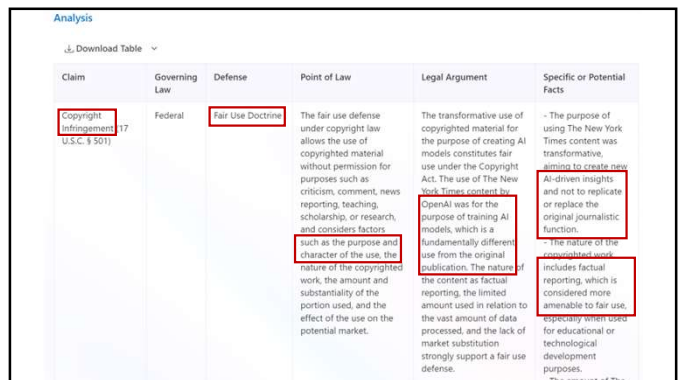 Analysis
Download Table
Claim
Governing
Law
Defense
Point of Law
Legal Argument
Specific or Potential
Facts
Copyright
Infringement (17
U.S.C. § 501)
Federal
Fair Use Doctrine
The fair use defense
under copyright law
allows the use of
copyrighted material
without permission for
purposes such as
criticism, comment, news
reporting, teaching,
scholarship, or research,
and considers factors
such as the purpose and
character of the use, the
nature of the copyrighted
work, the amount and
substantiality of the
portion used, and the
effect of the use on the
potential market.
The transformative use of
copyrighted material for
the purpose of creating AI
models constitutes fair
use under the Copyright
Act. The use of The New
York Times content by
OpenAI was for the
purpose of training AI
models, which is a
fundamentally different
use from the original
publication. The nature of
the content as factual
reporting, the limited
amount used in relation to
the vast amount of data
processed, and the lack of
market substitution
strongly support a fair use
defense.
- The purpose of
using The New York
Times content was
transformative,
aiming to create new
AI-driven insights
and not to replicate
or replace the
original journalistic
function.
- The nature of the
copyrighted work
includes factual
reporting, which is
considered more
amenable to fair use,
especially when used
for educational or
technological
development
purposes.
- The amount of The